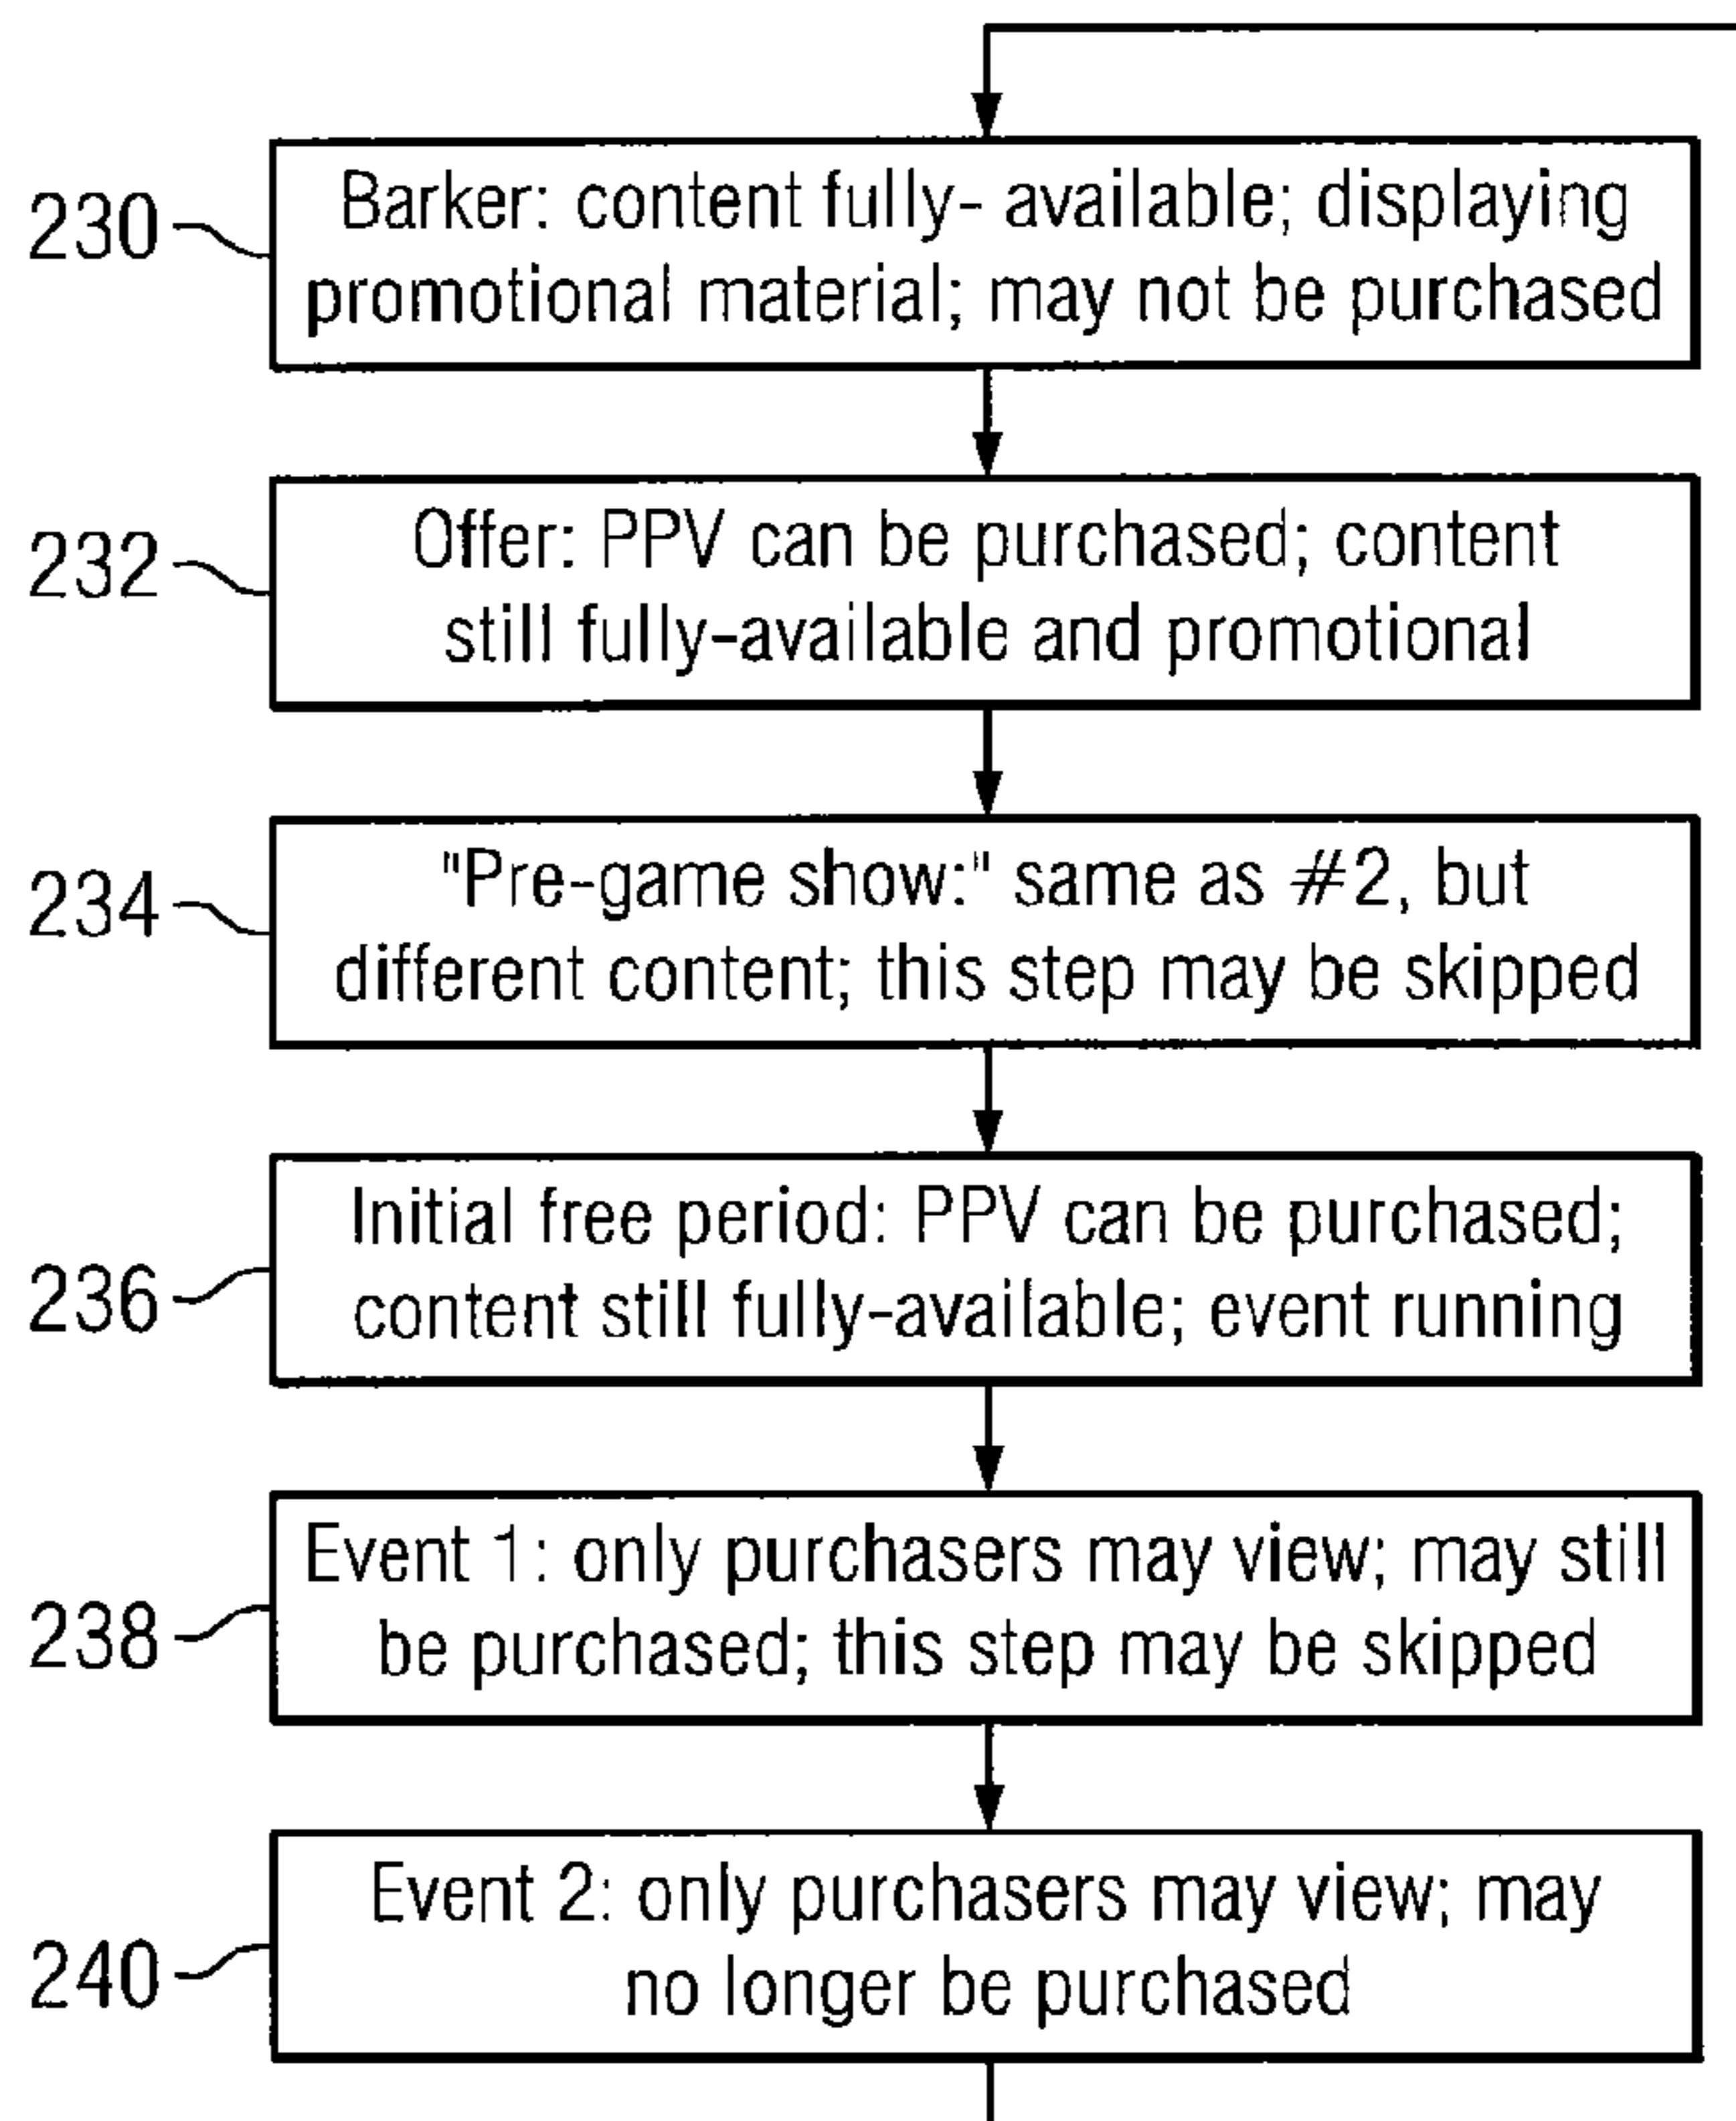 230
Barker: content fully- available; displaying
promotional material; may not be purchased
232
Offer: PPV can be purchased; content
still fully-available and promotional
234
"Pre-game show:" same as #2, but
different content; this step may be skipped
236
Initial free period: PPV can be purchased;
content still fully-available; event running
238
Event 1: only purchasers may view; may still
be purchased; this step may be skipped
240
Event 2: only purchasers may view; may
no longer be purchased